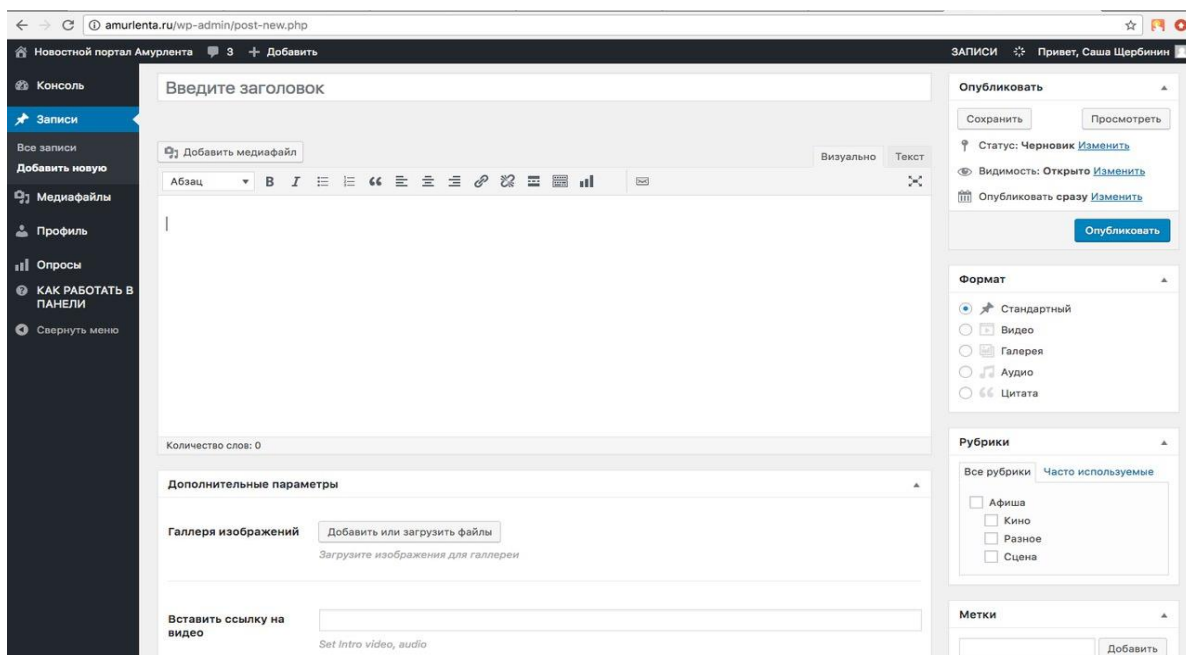 amurlenta.ru/wp-admin/post-new.php
Новостной портал Амурлента 3 + Добавить
ЗАПИСИ Привет, Саша Щербинин
Консоль
Записи
Все записи
Добавить новую
Медиафайлы
Профиль
Опросы
КАК РАБОТАТЬ В
ПАНЕЛИ
Свернуть меню
Введите заголовок
Добавить медиафайл
Визуально Текст
Абзац
Количество слов: 0
Дополнительные параметры
Галлеря изображений
Добавить или загрузить файлы
Загрузите изображения для галлереи
Вставить ссылку на
видео
Set Intro video, audio
Опубликовать
Сохранить Просмотреть
Статус: Черновик Изменить
Видимость: Открыто Изменить
Опубликовать сразу Изменить
Опубликовать
Формат
Стандартный
Видео
Галерея
Аудио
Цитата
Рубрики
Все рубрики Часто используемые
Афиша
Кино
Разное
Сцена
Метки
Добавить